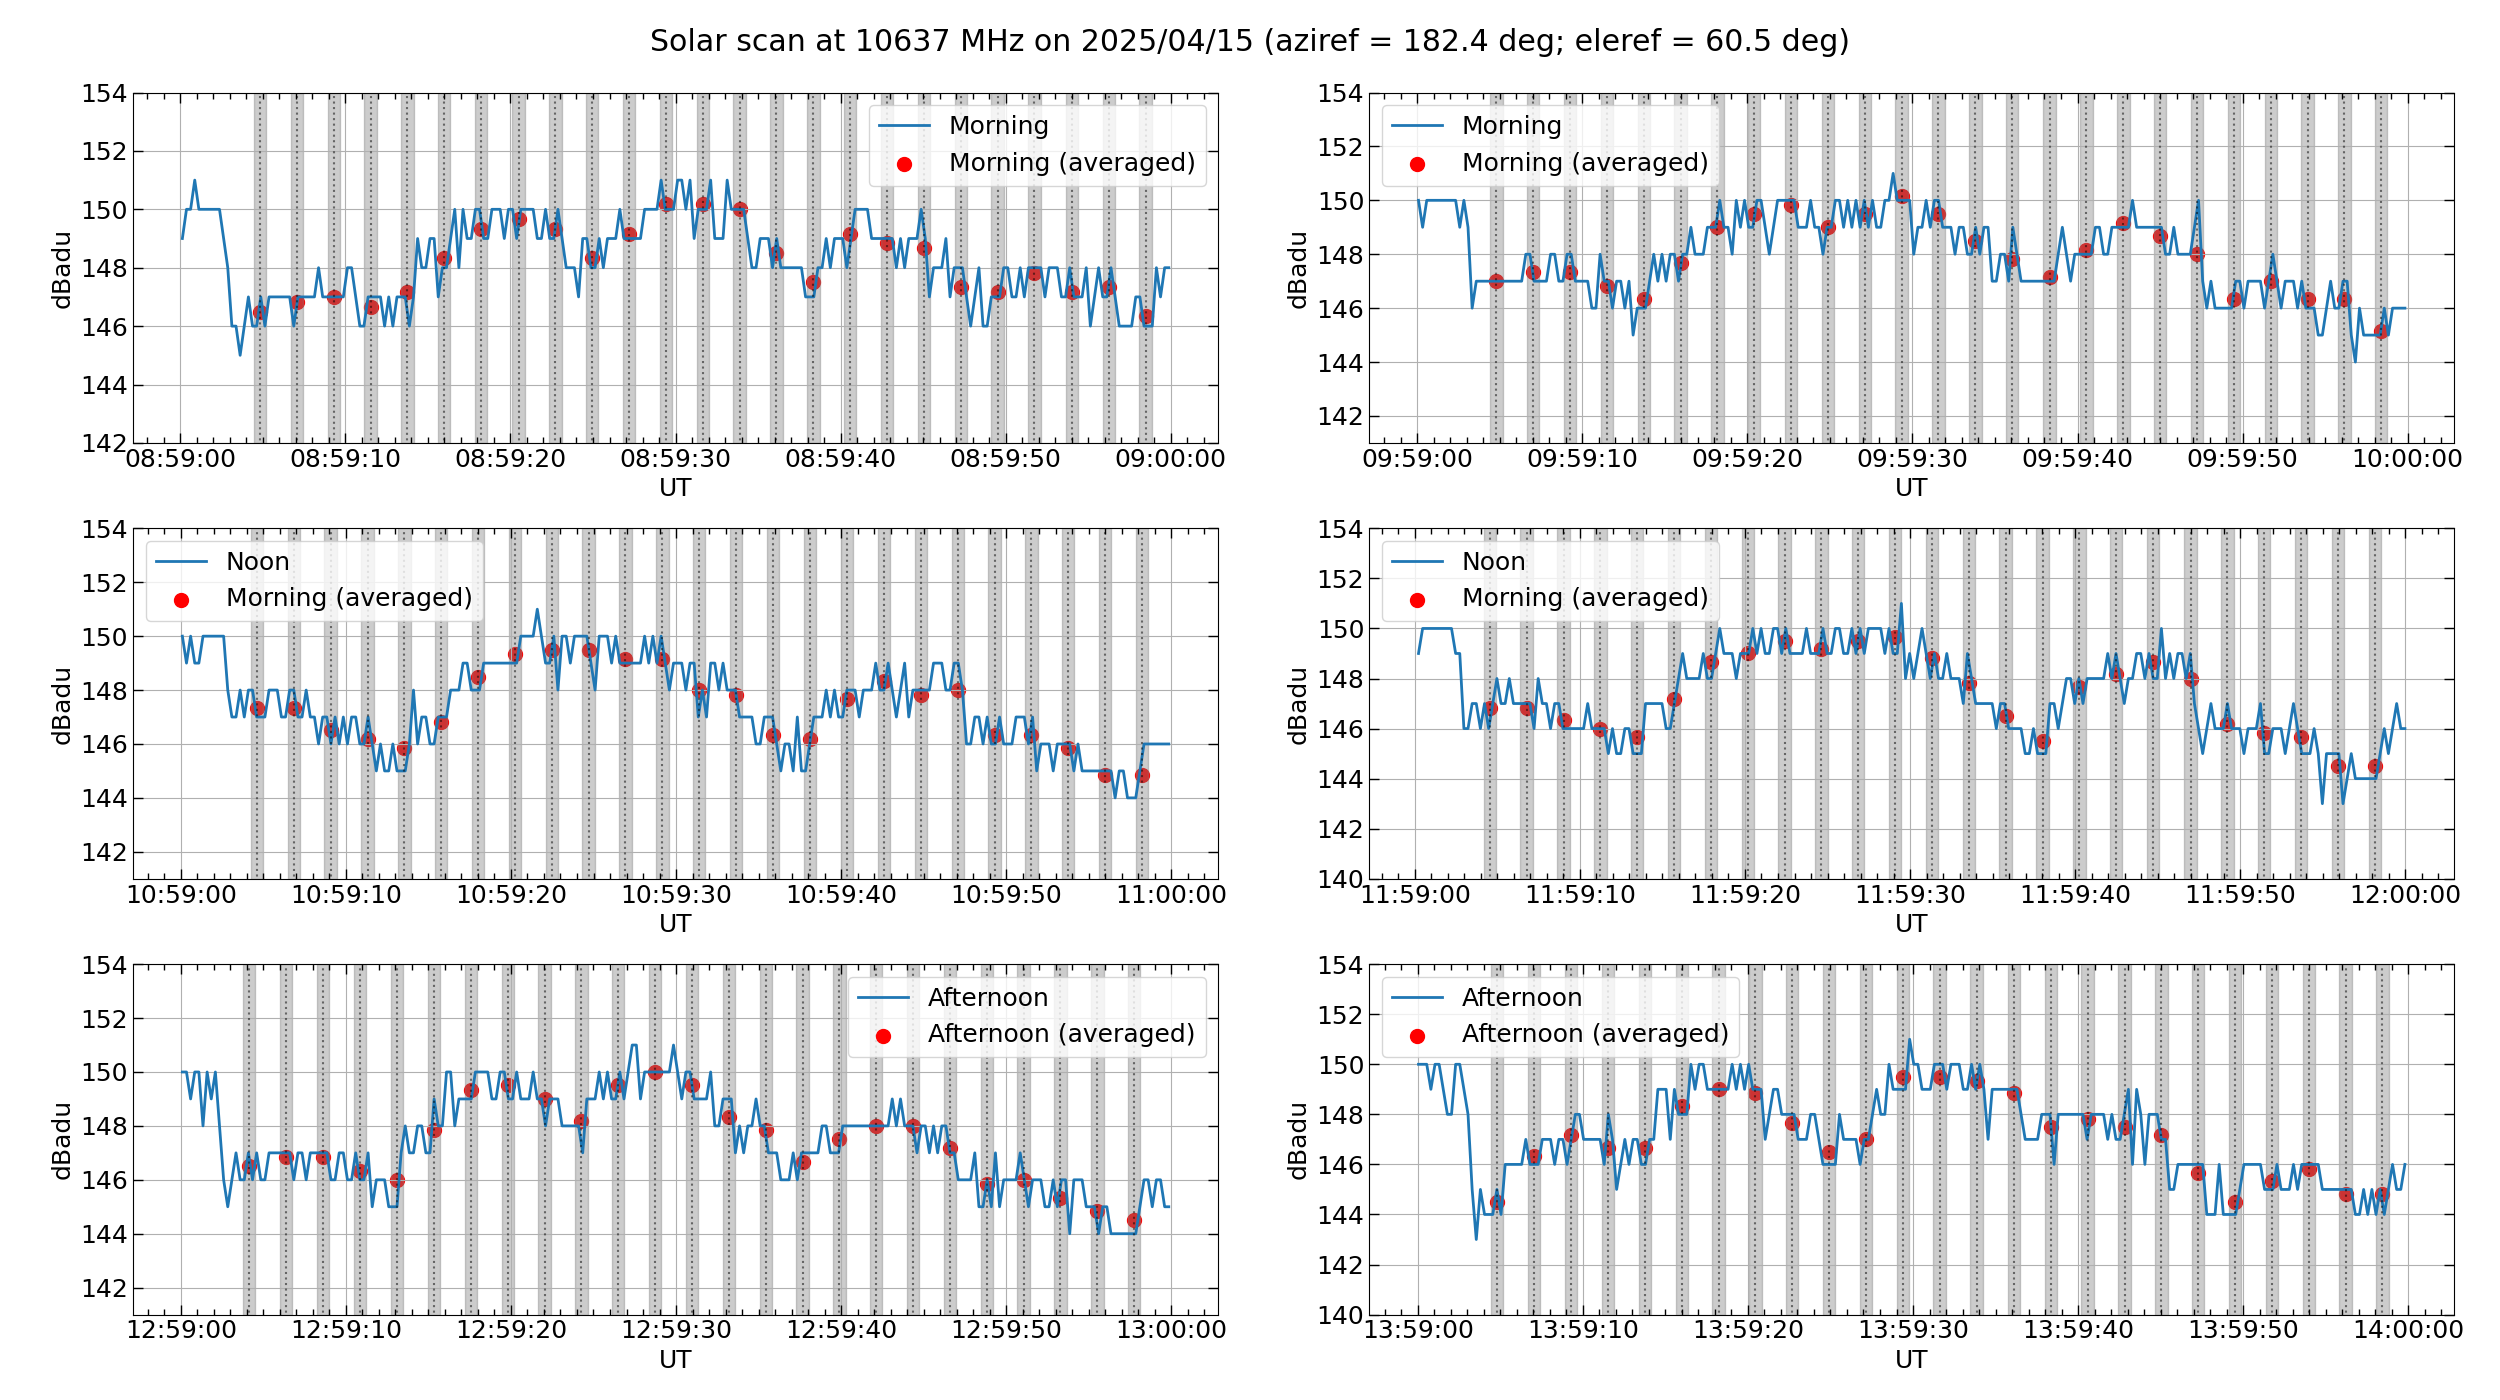 Solar scan at 10637 MHz on 2025/04/15 (aziref = 182.4 deg; eleref = 60.5 deg)
154
152
150
148
146
144
142
dBadu
Morning
Morning (averaged)
08:59:00 08:59:10 08:59:20 08:59:30 08:59:40 08:59:50 09:00:00
UT
154
152
150
148
146
144
142
dBadu
Morning
Morning (averaged)
09:59:00 09:59:10 09:59:20 09:59:30 09:59:40 09:59:50 10:00:00
UT
154
152
150
148
146
144
142
dBadu
Noon
Morning (averaged)
10:59:00 10:59:10 10:59:20 10:59:30 10:59:40 10:59:50 11:00:00
UT
154
152
150
148
146
144
142
140
dBadu
Noon
Morning (averaged)
11:59:00 11:59:10 11:59:20 11:59:30 11:59:40 11:59:50 12:00:00
UT
154
152
150
148
146
144
142
dBadu
Afternoon
Afternoon (averaged)
12:59:00 12:59:10 12:59:20 12:59:30 12:59:40 12:59:50 13:00:00
UT
154
152
150
148
146
144
142
140
dBadu
Afternoon
Afternoon (averaged)
13:59:00 13:59:10 13:59:20 13:59:30 13:59:40 13:59:50 14:00:00
UT